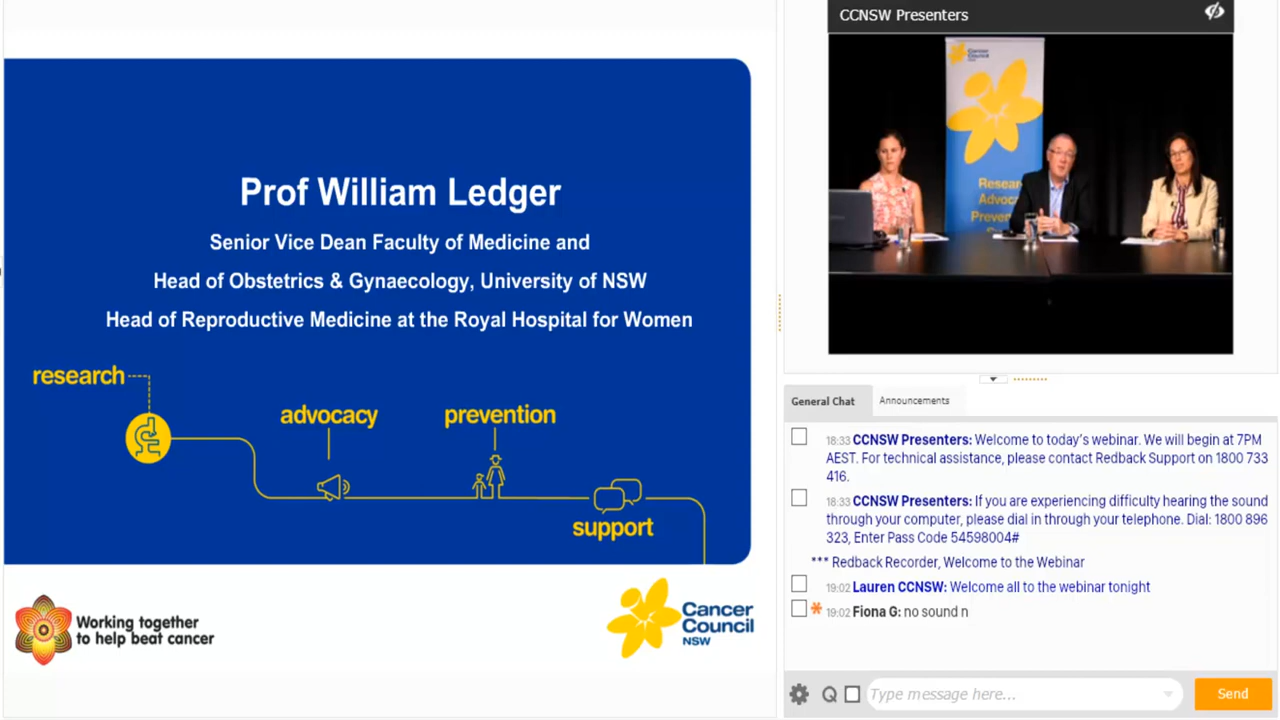 Prof William Ledger
Senior Vice Dean Faculty of Medicine and
Head of Obstetrics & Gynaecology, University of NSW
Head of Reproductive Medicine at the Royal Hospital for Women
research
advocacy
prevention
support
Working together
to help beat cancer
Cancer
Council
NSW
CCNSW Presenters
Cancer
Council
Resear
Advoc
Preve
General Chat
Announcements
18:33 CCNSW Presenters: Welcome to today's webinar. We will begin at 7PM
AEST. For technical assistance, please contact Redback Support on 1800 733
416.
18:33 CCNSW Presenters: If you are experiencing difficulty hearing the sound
through your computer, please dial in through your telephone. Dial: 1800 896
323, Enter Pass Code 54598004#
*** Redback Recorder, Welcome to the Webinar
19:02 Lauren CCNSW: Welcome all to the webinar tonight
* 19:02 Fiona G: no sound n
Q
Type message here...
Send